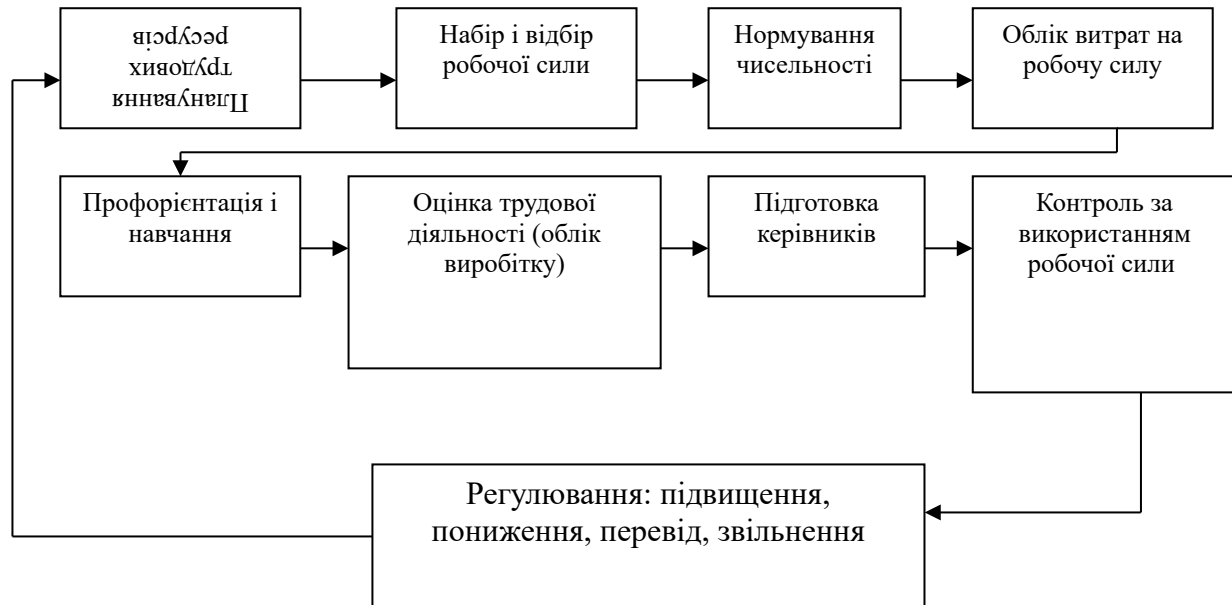 Планування
трудових
ресурсів
Набір і відбір
робочої сили
Нормування
чисельності
Облік витрат на
робочу силу
Профорієнтація і
навчання
Оцінка трудової
діяльності (облік
виробітку)
Підготовка
керівників
Контроль за
використанням
робочої сили
Регулювання: підвищення,
пониження, перевід, звільнення